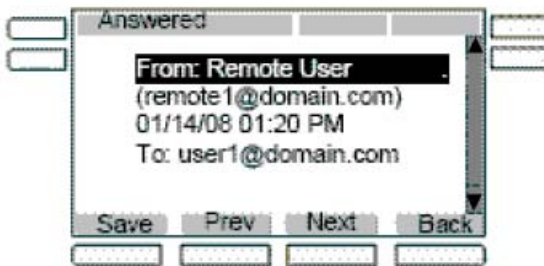 Answered
From: Remote User .
(remote1@domain.com)
01/14/08 01:20 PM
To: user1@domain.com
Save Prev Next Back